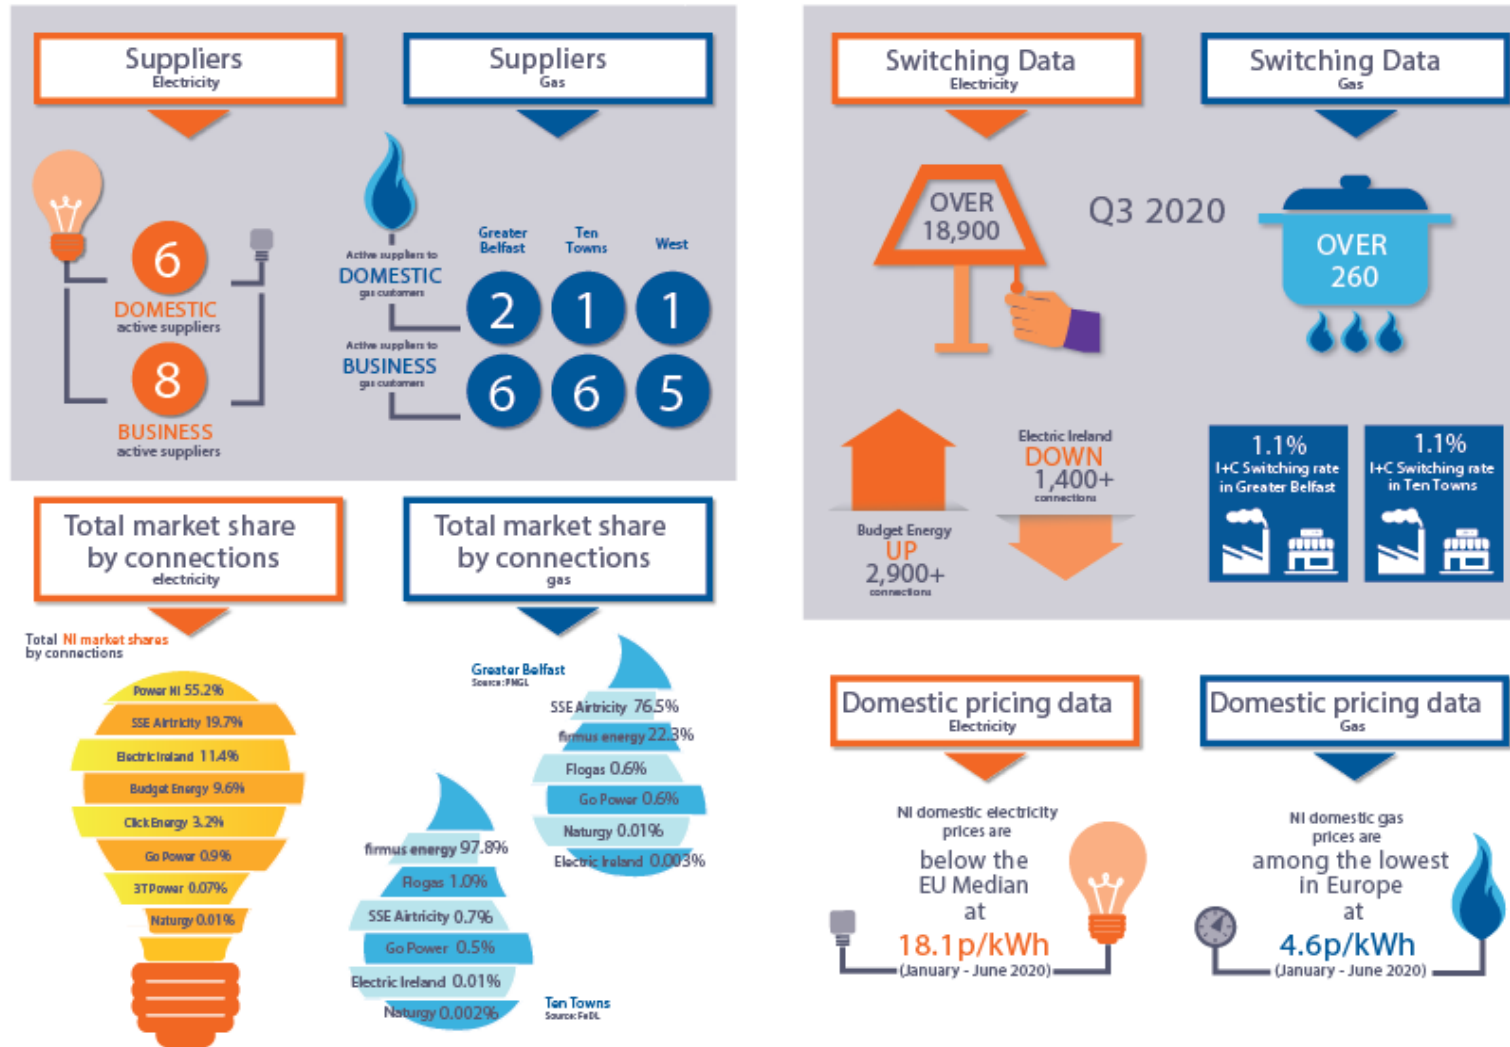 Suppliers
Electricity
6
DOMESTIC
active suppliers
8
BUSINESS
active suppliers
Suppliers
Gas
Greater
Belfast
Ten
Towns
West
Active suppliers to
DOMESTIC
gas customers
2 1 1
Active suppliers to
BUSINESS
gas customers
6 6 5
Total market share
by connections
electricity
Total NI market shares
by connections
Power NI 55.2%
SSE Airtricity 19.7%
Electric Ireland 11.4%
Budget Energy 9.6%
Click Energy 3.2%
Go Power 0.9%
3T Power 0.07%
Naturgy 0.01%
Total market share
by connections
gas
Greater Belfast
Source: PNGL
SSE Airtricity 76.5%
firmus energy 22.3%
Flogas 0.6%
Go Power 0.6%
Naturgy 0.01%
Electric Ireland 0.003%
firmus energy 97.8%
Flogas 1.0%
SSE Airtricity 0.7%
Go Power 0.5%
Electric Ireland 0.01%
Naturgy 0.002%
Ten Towns
Source: FeDL
Switching Data
Electricity
Switching Data
Gas
OVER
18,900
Q3 2020
OVER
260
Budget Energy
UP
2,900+
connections
Electric Ireland
DOWN
1,400+
connections
1.1%
I+C Switching rate
in Greater Belfast
1.1%
I+C Switching rate
in Ten Towns
Domestic pricing data
Electricity
NI domestic electricity
prices are
below the
EU Median
at
18.1p/kWh
(January - June 2020)
Domestic pricing data
Gas
NI domestic gas
prices are
among the lowest
in Europe
at
4.6p/kWh
(January - June 2020)